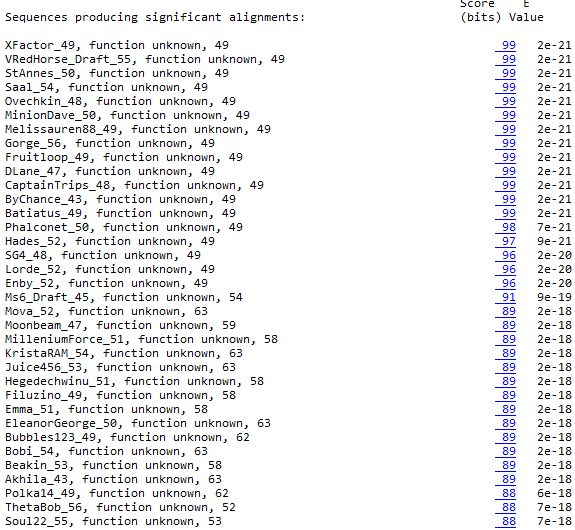 Score E
Sequences producing significant alignments: (bits) Value
XFactor_49, function unknown, 49 99 2e-21
VRedHorse_Draft_55, function unknown, 49 99 2e-21
StAnnes_50, function unknown, 49 99 2e-21
Saal_54, function unknown, 49 99 2e-21
Ovechkin_48, function unknown, 49 99 2e-21
MinionDave_50, function unknown, 49 99 2e-21
Melissauren88_49, function unknown, 49 99 2e-21
Gorge_56, function unknown, 49 99 2e-21
Fruitloop_49, function unknown, 49 99 2e-21
DLane_47, function unknown, 49 99 2e-21
CaptainTrips_48, function unknown, 49 99 2e-21
ByChance_43, function unknown, 49 99 2e-21
Batiatus_49, function unknown, 49 99 2e-21
Phalconet_50, function unknown, 49 98 7e-21
Hades_52, function unknown, 49 97 9e-21
SG4_48, function unknown, 49 96 2e-20
Lorde_52, function unknown, 49 96 2e-20
Enby_52, function unknown, 49 96 2e-20
Ms6_Draft_45, function unknown, 54 91 9e-19
Mova_52, function unknown, 63 89 2e-18
Moonbeam_47, function unknown, 59 89 2e-18
MilleniumForce_51, function unknown, 58 89 2e-18
KristaRAM_54, function unknown, 63 89 2e-18
Juice456_53, function unknown, 63 89 2e-18
Hegedechwinu_51, function unknown, 58 89 2e-18
Filuzino_49, function unknown, 58 89 2e-18
Emma_51, function unknown, 58 89 2e-18
EleanorGeorge_50, function unknown, 63 89 2e-18
Bubbles123_49, function unknown, 62 89 2e-18
Bobi_54, function unknown, 63 89 2e-18
Beakin_53, function unknown, 58 89 2e-18
Akhila_43, function unknown, 63 89 2e-18
Polka14_49, function unknown, 62 88 6e-18
ThetaBob_56, function unknown, 52 88 7e-18
Soul22_55, function unknown, 53 88 7e-18